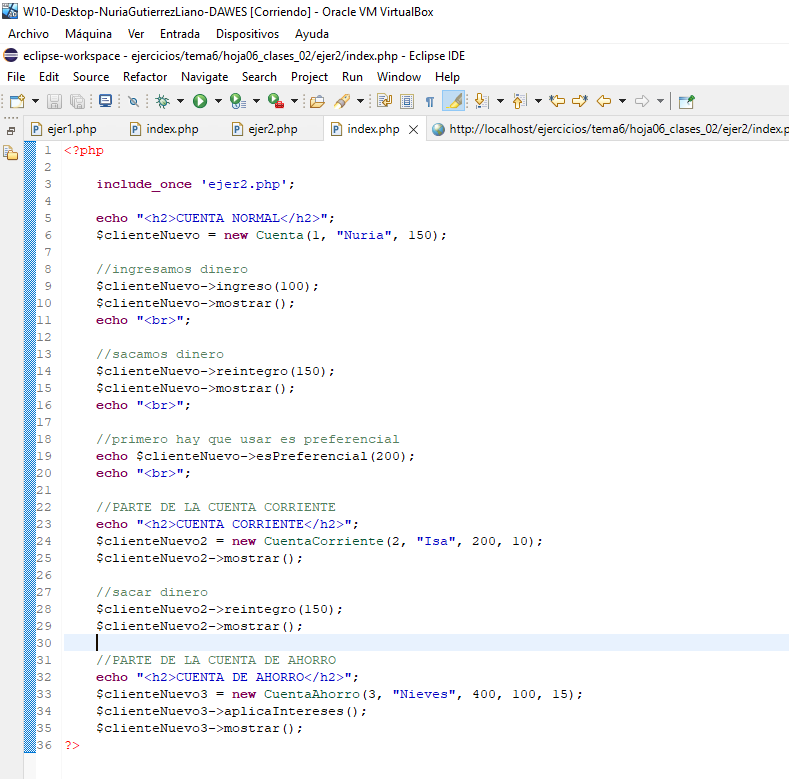 W10-Desktop-NuriaGutierrezLiano-DAWES [Corriendo] - Oracle VM VirtualBox
Archivo Máquina Ver Entrada Dispositivos Ayuda
eclipse-workspace - ejercicios/tema6/hoja06_clases_02/ejer2/index.php - Eclipse IDE
File Edit Source Refactor Navigate Search Project Run Window Help
ejer1.php index.php ejer2.php index.php http://localhost/ejercicios/tema6/hoja06_clases_02/ejer2/index.p
1 <?php
2
3     include_once 'ejer2.php';
4
5     echo "<h2>CUENTA NORMAL</h2>";
6     $clienteNuevo = new Cuenta(1, "Nuria", 150);
7
8     //ingresamos dinero
9     $clienteNuevo->ingreso(100);
10     $clienteNuevo->mostrar();
11     echo "<br>";
12
13     //sacamos dinero
14     $clienteNuevo->reintegro(150);
15     $clienteNuevo->mostrar();
16     echo "<br>";
17
18     //primero hay que usar es preferencial
19     echo $clienteNuevo->esPreferencial(200);
20     echo "<br>";
21
22     //PARTE DE LA CUENTA CORRIENTE
23     echo "<h2>CUENTA CORRIENTE</h2>";
24     $clienteNuevo2 = new CuentaCorriente(2, "Isa", 200, 10);
25     $clienteNuevo2->mostrar();
26
27     //sacar dinero
28     $clienteNuevo2->reintegro(150);
29     $clienteNuevo2->mostrar();
30
31     //PARTE DE LA CUENTA DE AHORRO
32     echo "<h2>CUENTA DE AHORRO</h2>";
33     $clienteNuevo3 = new CuentaAhorro(3, "Nieves", 400, 100, 15);
34     $clienteNuevo3->aplicaIntereses();
35     $clienteNuevo3->mostrar();
36 ?>